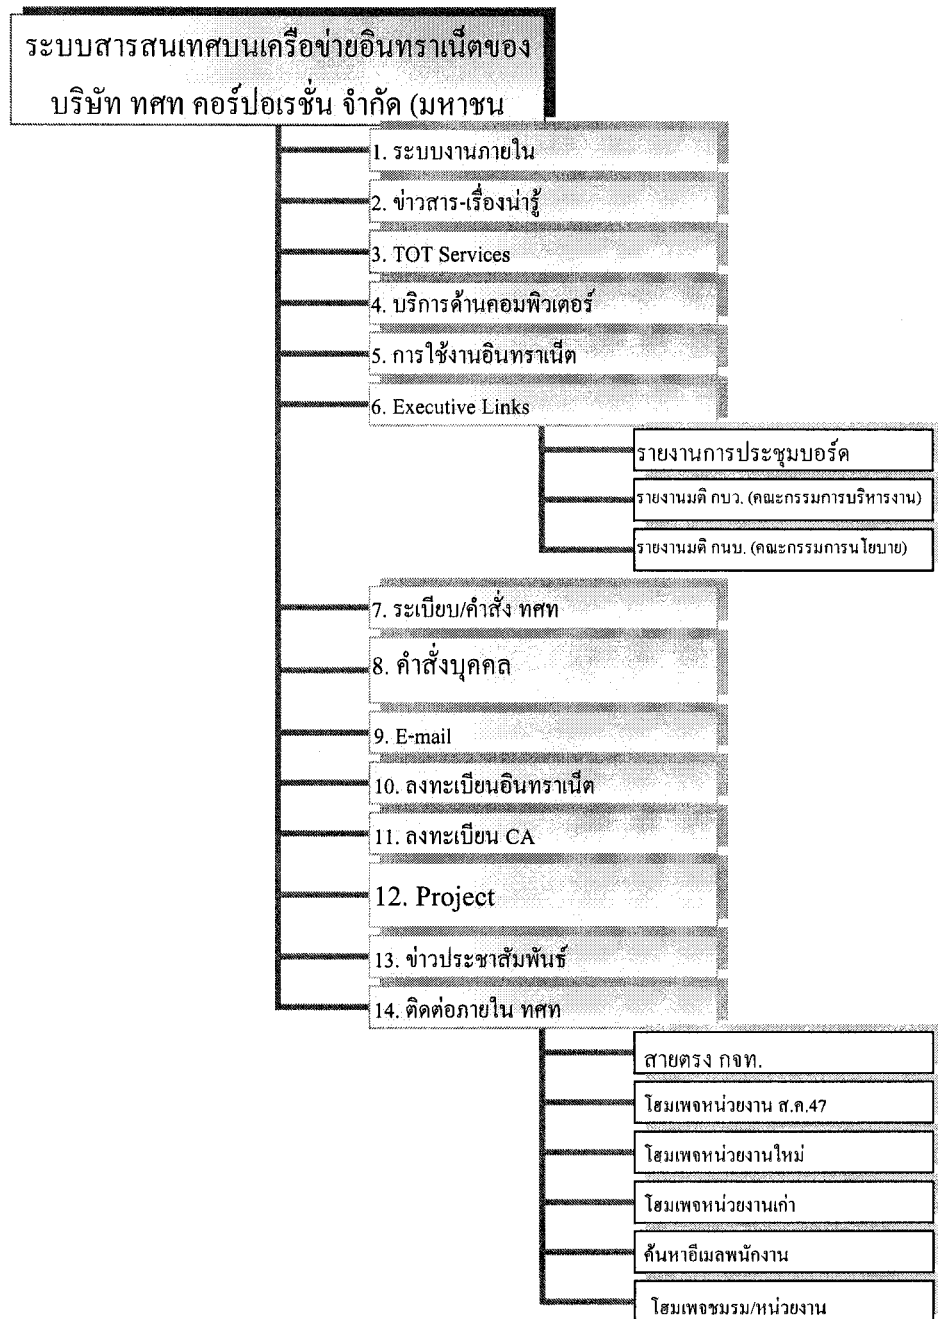 ระบบสารสนเทศบนเครือข่ายอินทราเน็ตของ
บริษัท ทศท คอร์ปอเรชั่น จำกัด (มหาชน
1. ระบบงานภายใน
2. ข่าวสาร-เรื่องน่ารู้
3. TOT Services
4. บริการด้านคอมพิวเตอร์
5. การใช้งานอินทราเน็ต
6. Executive Links
รายงานการประชุมบอร์ด
รายงานมติ กบว. (คณะกรรมการบริหารงาน)
รายงานมติ กนบ. (คณะกรรมการนโยบาย)
7. ระเบียบ/คำสั่ง ทศท
8. คำสั่งบุคคล
9. E-mail
10. ลงทะเบียนอินทราเน็ต
11. ลงทะเบียน CA
12. Project
13. ข่าวประชาสัมพันธ์
14. ติดต่อภายใน ทศท
สายตรง กจท.
โฮมเพจหน่วยงาน ส.ค.47
โฮมเพจหน่วยงานใหม่
โฮมเพจหน่วยงานเก่า
ค้นหาอีเมลพนักงาน
โฮมเพจชมรม/หน่วยงาน